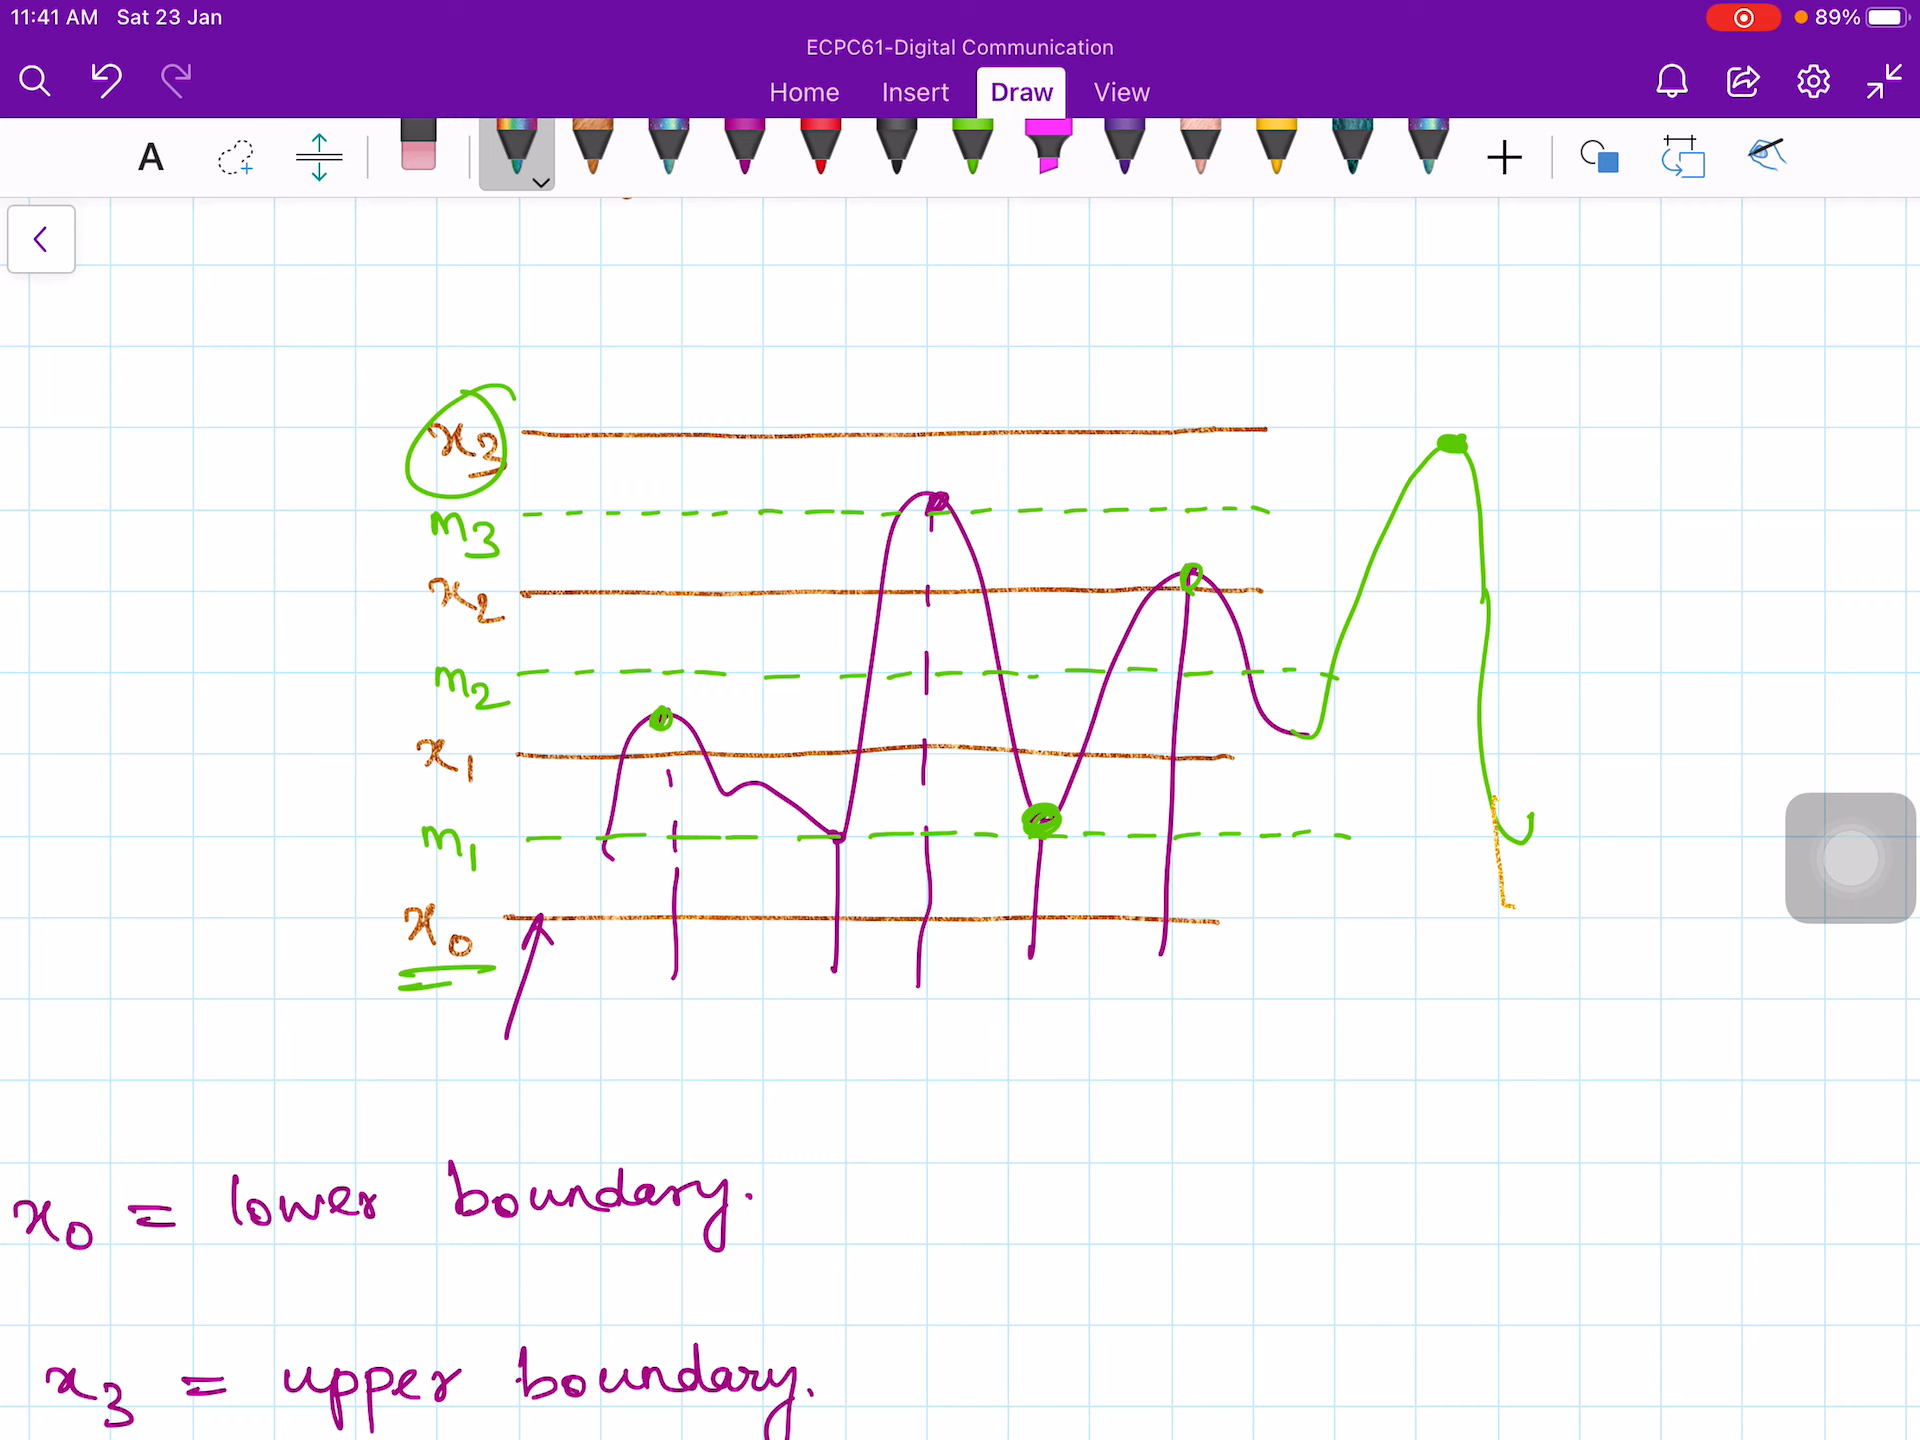 11:41 AM Sat 23 Jan 89%
ECPC61-Digital Communication
Home Insert Draw View
A
x3
m3
x2
m2
x1
m1
x0
x0 = lower boundary.
x3 = upper boundary.